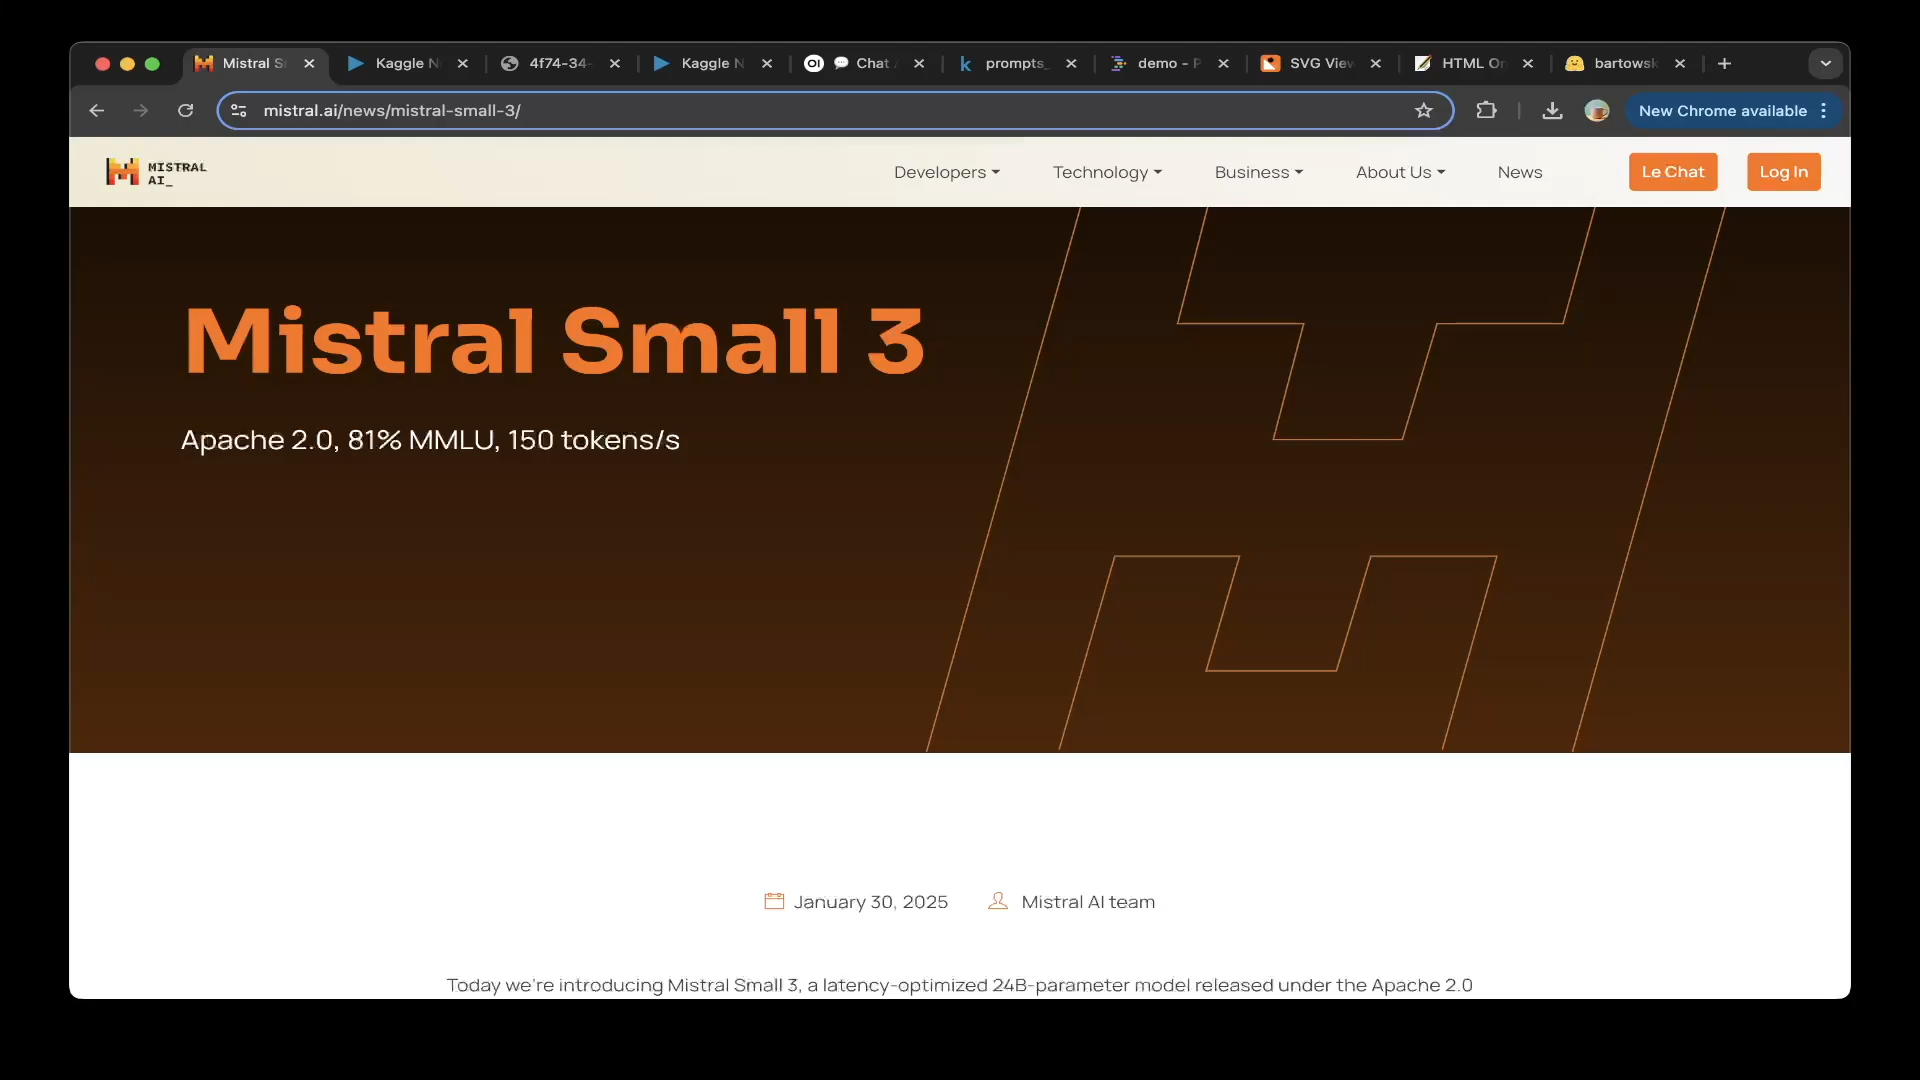 Mistral S
Kaggle N
4f74-34-
Kaggle N
OI
Chat
prompts_
demo - P
SVG View
HTML On
bartowsk
mistral.ai/news/mistral-small-3/
New Chrome available
MISTRAL
AI_
Developers
Technology
Business
About Us
News
Le Chat
Log In
Mistral Small 3
Apache 2.0, 81% MMLU, 150 tokens/s
January 30, 2025
Mistral AI team
Today we’re introducing Mistral Small 3, a latency-optimized 24B-parameter model released under the Apache 2.0